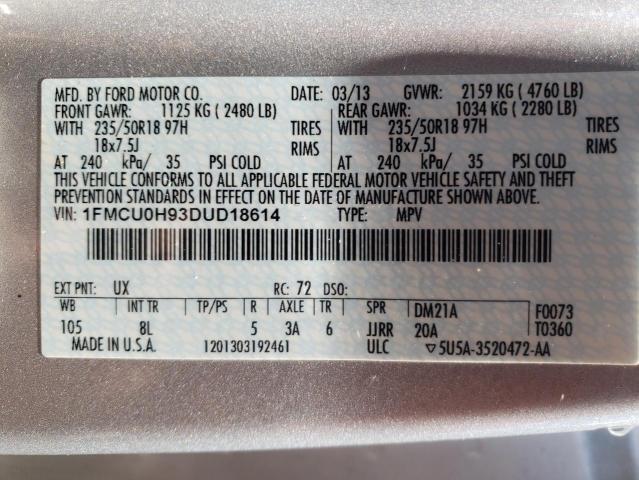 MFD. BY FORD MOTOR CO. DATE: 03/13 GVWR: 2159 KG ( 4760 LB)
FRONT GAWR: 1125 KG ( 2480 LB) REAR GAWR: 1034 KG ( 2280 LB)
WITH 235/50R18 97H TIRES WITH 235/50R18 97H TIRES
18x7.5J RIMS 18x7.5J RIMS
AT 240 kPa/ 35 PSI COLD AT 240 kPa/ 35 PSI COLD
THIS VEHICLE CONFORMS TO ALL APPLICABLE FEDERAL MOTOR VEHICLE SAFETY AND THEFT
PREVENTION STANDARDS IN EFFECT ON THE DATE OF MANUFACTURE SHOWN ABOVE.
VIN: 1FMCU0H93DUD18614 TYPE: MPV
EXT PNT: UX RC: 72 DSO:
WB INT TR TP/PS R AXLE TR SPR DM21A F0073
105 8L 5 3A 6 JJRR 20A T0360
MADE IN U.S.A. 1201303192461 ULC ▽5U5A-3520472-AA